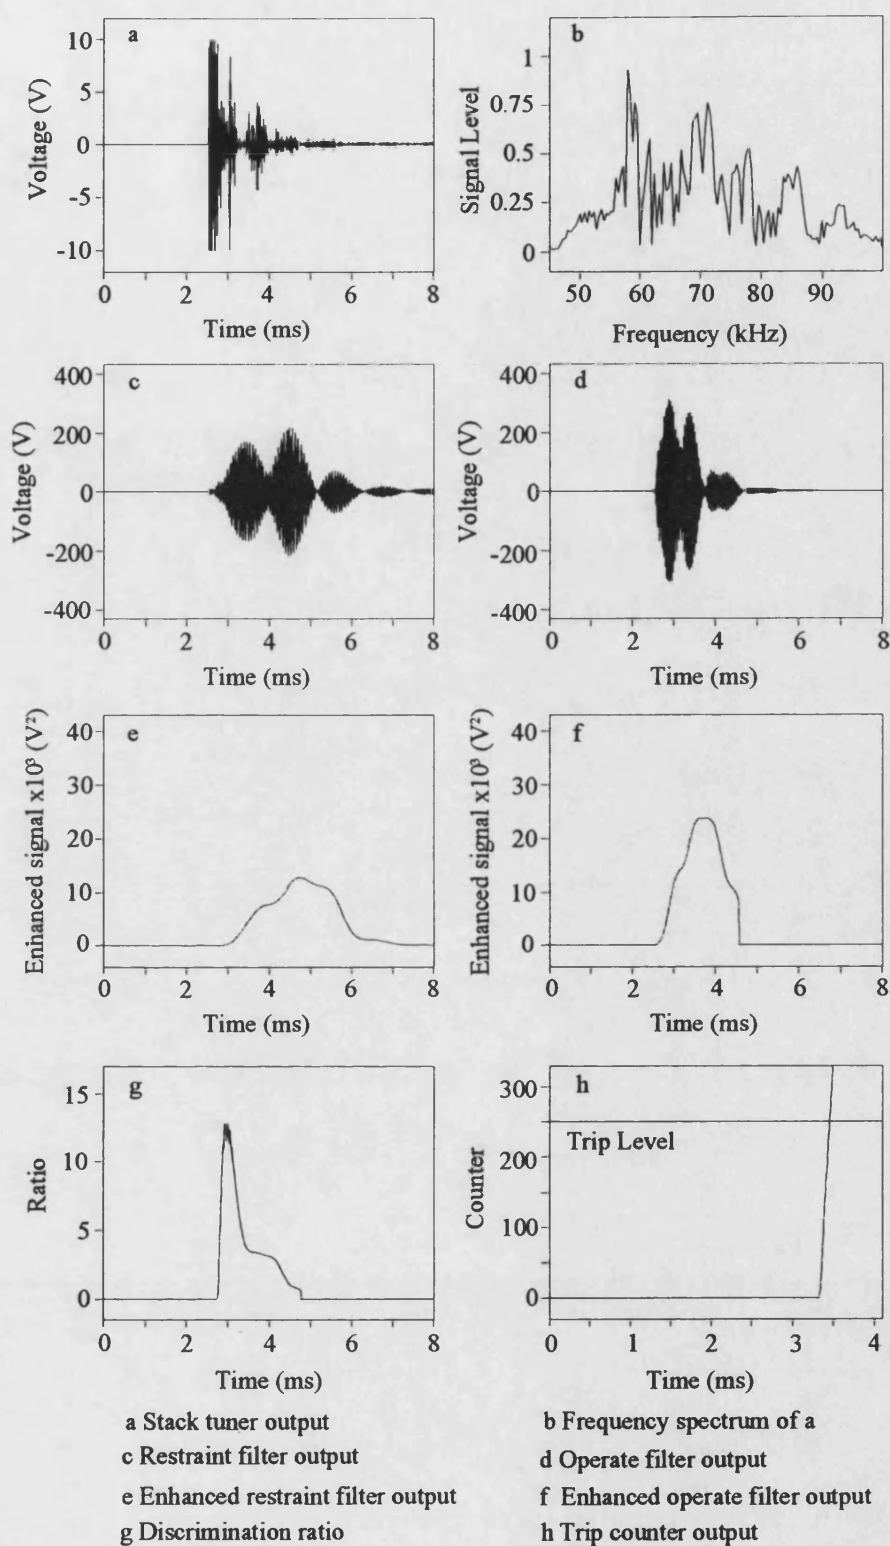 a
10
5
0
-5
-10
Voltage (V)
0 2 4 6 8
Time (ms)
b
1
0.75
0.5
0.25
0
Signal Level
50 60 70 80 90
Frequency (kHz)
c
400
200
0
-200
-400
Voltage (V)
0 2 4 6 8
Time (ms)
d
400
200
0
-200
-400
Voltage (V)
0 2 4 6 8
Time (ms)
e
40
30
20
10
0
Enhanced signal x10³ (V²)
0 2 4 6 8
Time (ms)
f
40
30
20
10
0
Enhanced signal x10³ (V²)
0 2 4 6 8
Time (ms)
g
15
10
5
0
Ratio
0 2 4 6 8
Time (ms)
h
300
Trip Level
200
100
0
Counter
0 1 2 3 4
Time (ms)
a Stack tuner output
b Frequency spectrum of a
c Restraint filter output
d Operate filter output
e Enhanced restraint filter output
f Enhanced operate filter output
g Discrimination ratio
h Trip counter output